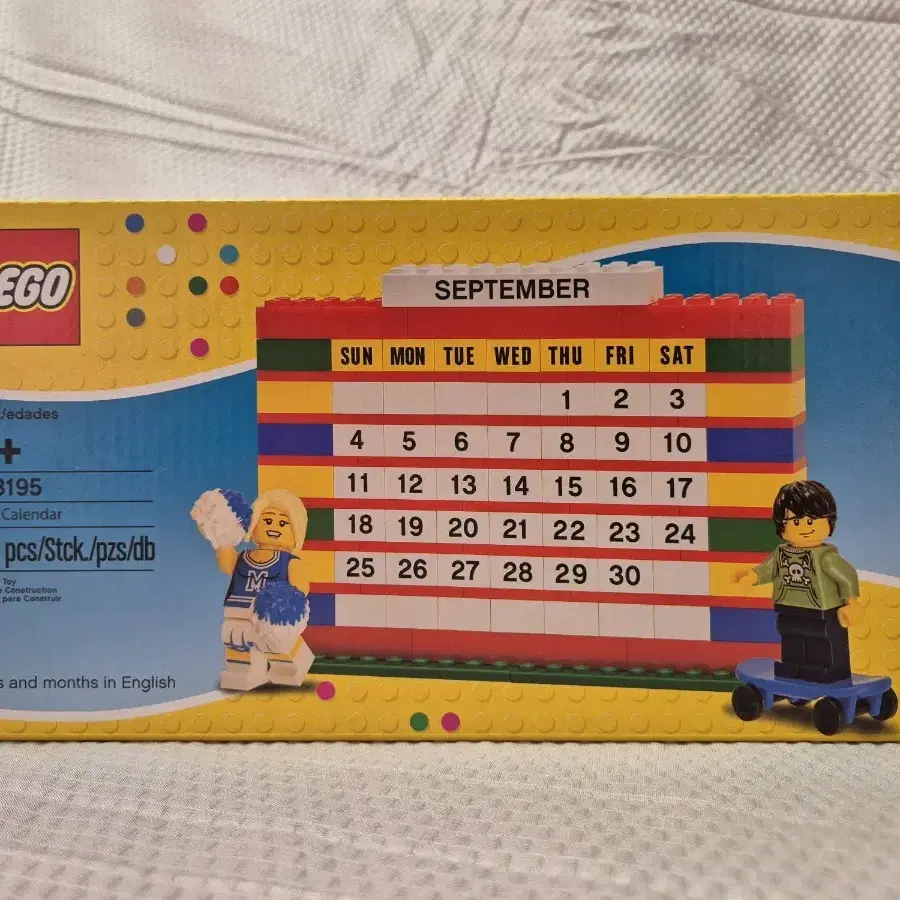 LEGO
SEPTEMBER
SUN MON TUE WED THU FRI SAT
1 2 3
4 5 6 7 8 9 10
11 12 13 14 15 16 17
18 19 20 21 22 23 24
25 26 27 28 29 30
/edades
+
3195
Calendar
pcs/Stck./pzs/db
Toy
Construction
para Construir
s and months in English
M